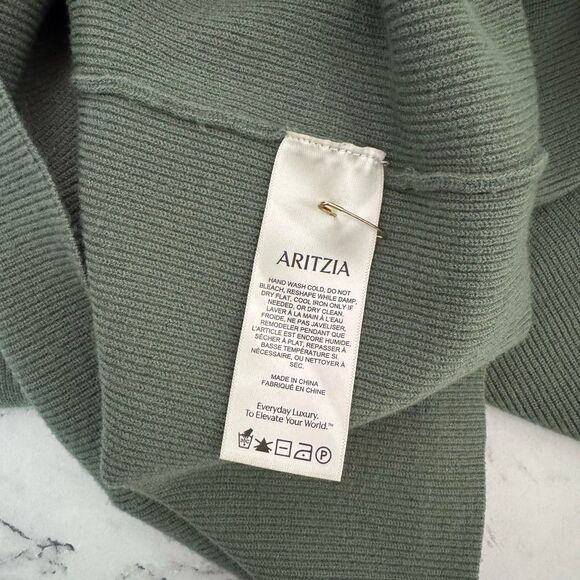 ARITZIA
HAND WASH COLD, DO NOT
BLEACH, RESHAPE WHILE DAMP,
DRY FLAT, COOL IRON ONLY IF
NEEDED, OR DRY CLEAN.
LAVER À LA MAIN À L'EAU
FROIDE, NE PAS JAVELISER,
REMODELER PENDANT QUE
L'ARTICLE EST ENCORE HUMIDE,
SÉCHER À PLAT, REPASSER À
BASSE TEMPÉRATURE SI
NÉCESSAIRE, OU NETTOYER À
SEC.
MADE IN CHINA
FABRIQUÉ EN CHINE
Everyday Luxury.
To Elevate Your World.™
P